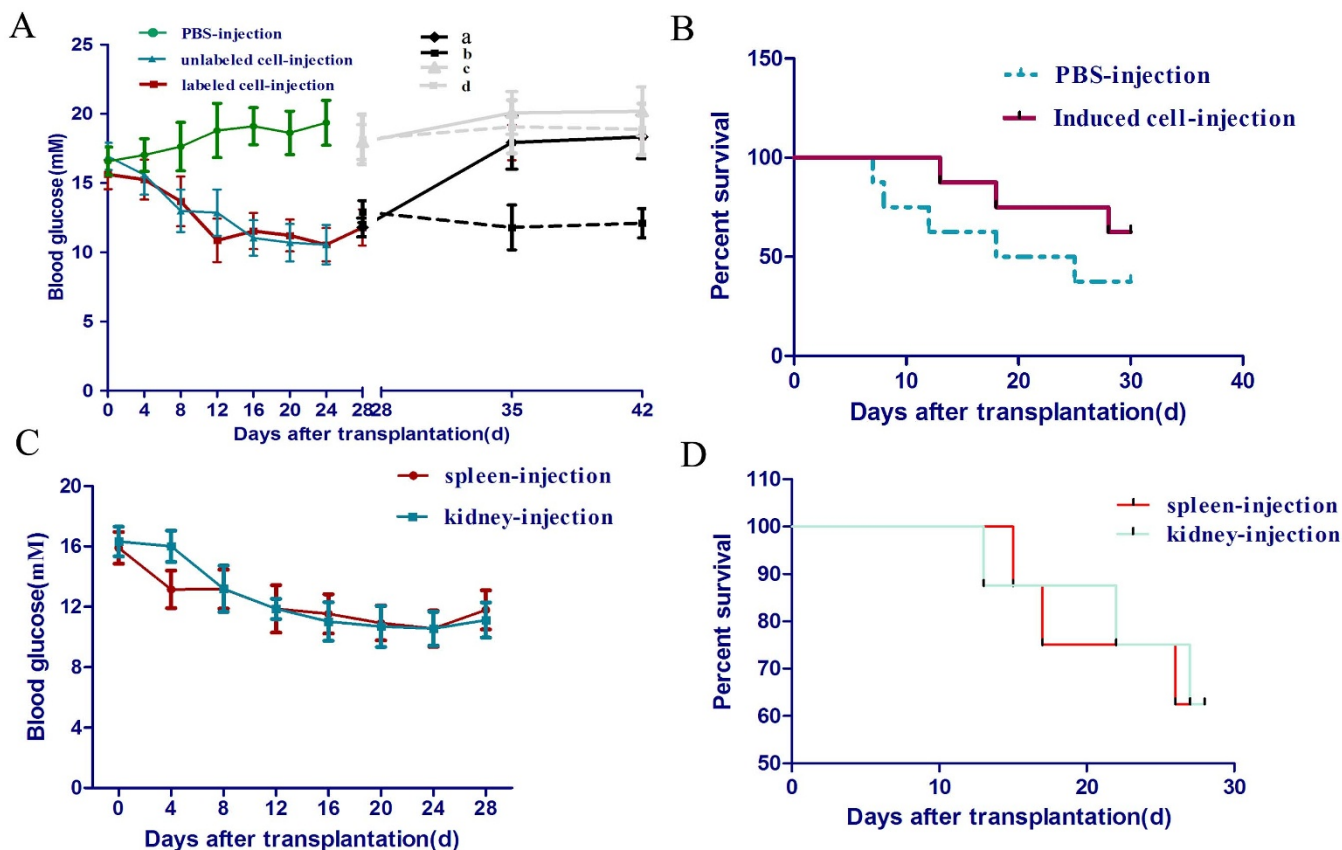 A
PBS-injection
unlabeled cell-injection
labeled cell-injection
a
b
c
d
Blood glucose(mM)
25
20
15
10
5
0
0 4 8 12 16 20 24 28 28 35 42
Days after transplantation(d)
B
PBS-injection
Induced cell-injection
Percent survival
150
100
50
0
0 10 20 30 40
Days after transplantation(d)
C
spleen-injection
kidney-injection
Blood glucose(mM)
20
16
12
8
4
0
0 4 8 12 16 20 24 28
Days after transplantation(d)
D
spleen-injection
kidney-injection
Percent survival
110
100
90
80
70
60
50
0 10 20 30
Days after transplantation(d)